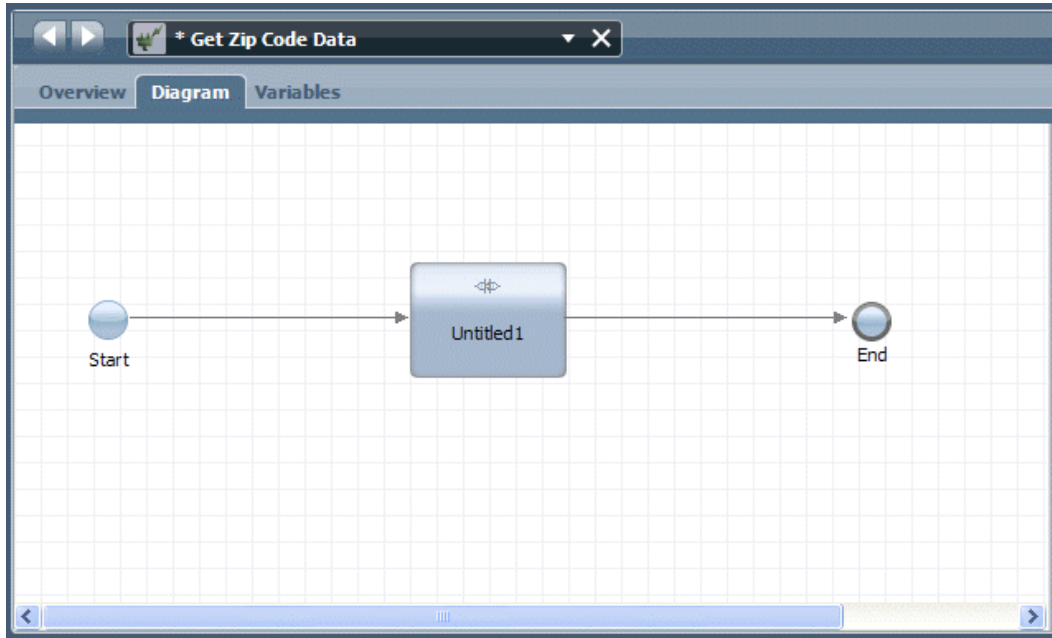 * Get Zip Code Data
Overview Diagram Variables
Untitled1
Start
End